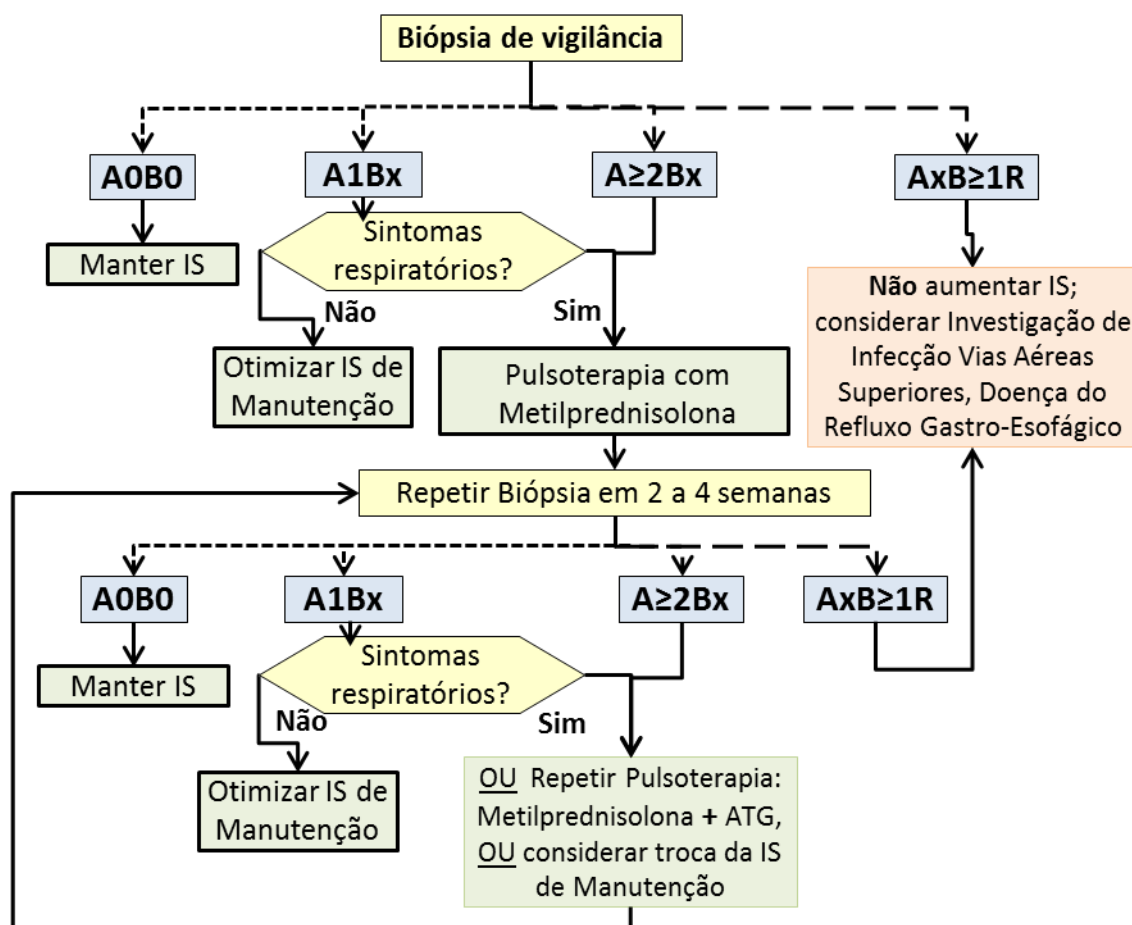 Biópsia de vigilância
A0B0
A1Bx
A≥2Bx
AxB≥1R
Manter IS
Sintomas
respiratórios?
Não
Sim
Otimizar IS de
Manutenção
Pulsoterapia com
Metilprednisolona
Não aumentar IS;
considerar Investigação de
Infecção Vias Aéreas
Superiores, Doença do
Refluxo Gastro-Esofágico
Repetir Biópsia em 2 a 4 semanas
A0B0
A1Bx
A≥2Bx
AxB≥1R
Manter IS
Sintomas
respiratórios?
Não
Sim
Otimizar IS de
Manutenção
OU Repetir Pulsoterapia:
Metilprednisolona + ATG,
OU considerar troca da IS
de Manutenção